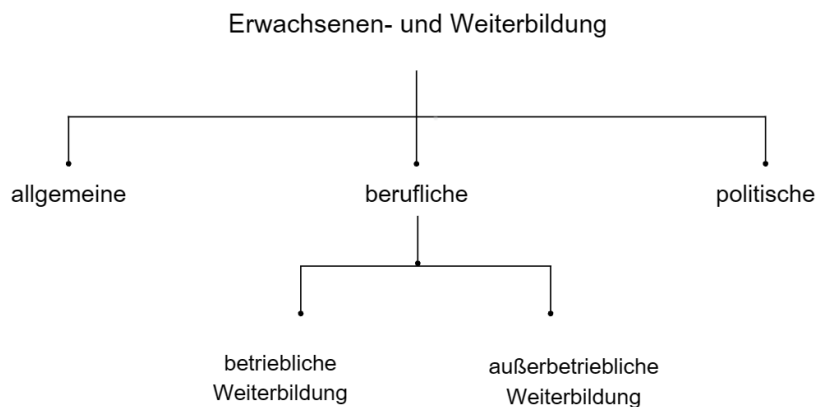 Erwachsenen- und Weiterbildung
allgemeine
berufliche
politische
betriebliche
Weiterbildung
außerbetriebliche
Weiterbildung